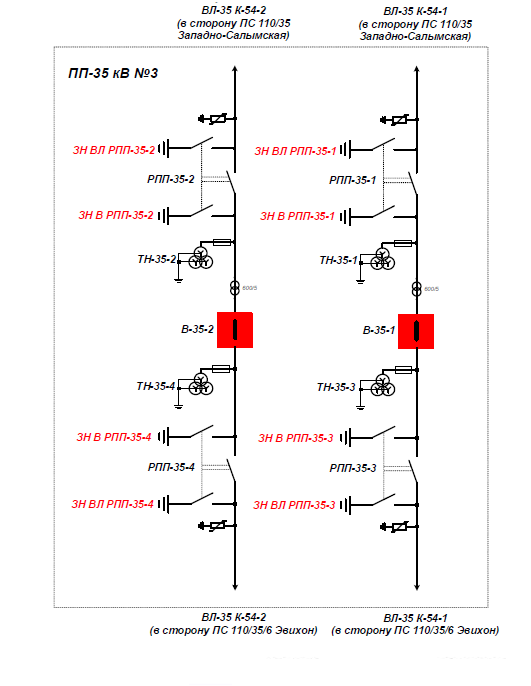 ВЛ-35 К-54-2
(в сторону ПС 110/35
Западно-Салымская)
ВЛ-35 К-54-1
(в сторону ПС 110/35
Западно-Салымская)
ПП-35 кВ №3
ЗН ВЛ РПП-35-2
ЗН ВЛ РПП-35-1
РПП-35-2
РПП-35-1
ЗН В РПП-35-2
ЗН В РПП-35-1
ТН-35-2
ТН-35-1
600/5
600/5
В-35-2
В-35-1
ТН-35-4
ТН-35-3
ЗН В РПП-35-4
ЗН В РПП-35-3
РПП-35-4
РПП-35-3
ЗН ВЛ РПП-35-4
ЗН ВЛ РПП-35-3
ВЛ-35 К-54-2
(в сторону ПС 110/35/6 Эвихон)
ВЛ-35 К-54-1
(в сторону ПС 110/35/6 Эвихон)